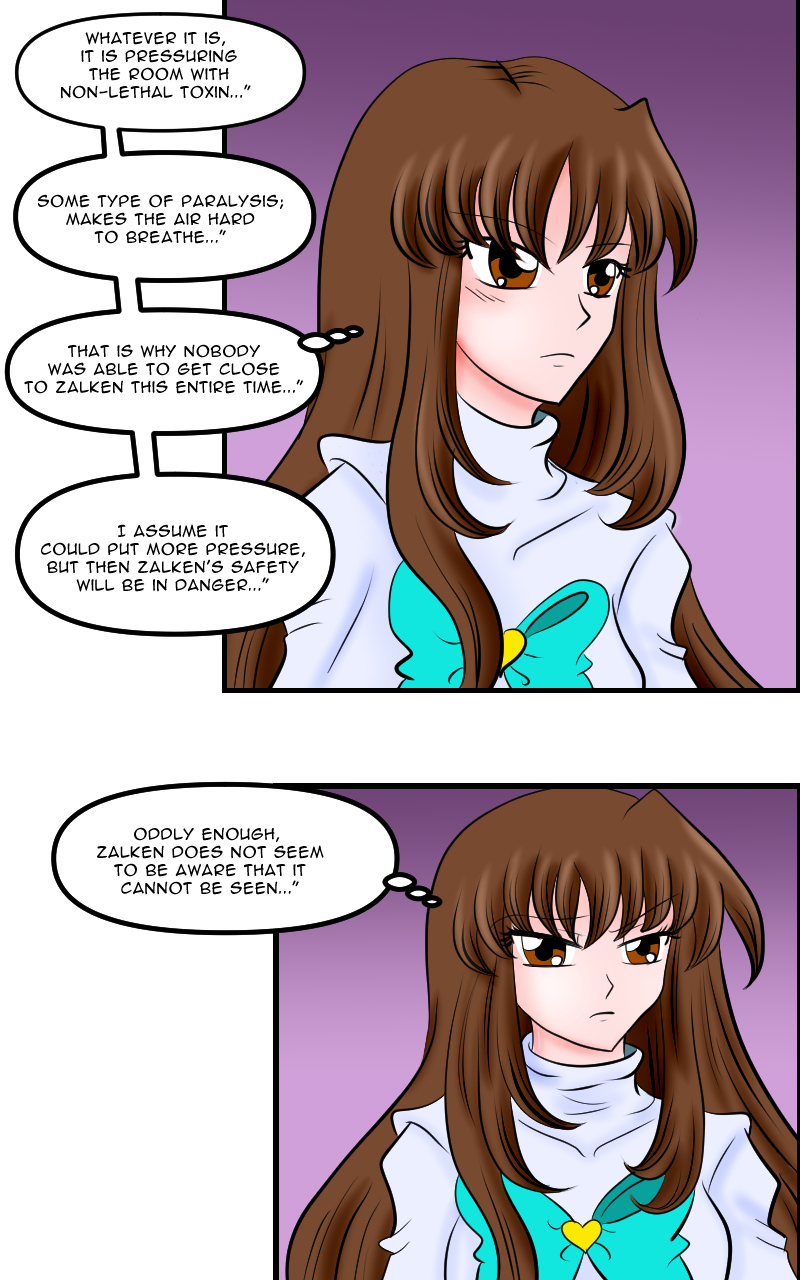 WHATEVER IT IS,
IT IS PRESSURING
THE ROOM WITH
NON-LETHAL TOXIN..."
SOME TYPE OF PARALYSIS;
MAKES THE AIR HARD
TO BREATHE..."
THAT IS WHY NOBODY
WAS ABLE TO GET CLOSE
TO ZALKEN THIS ENTIRE TIME..."
I ASSUME IT
COULD PUT MORE PRESSURE,
BUT THEN ZALKEN'S SAFETY
WILL BE IN DANGER..."
ODDLY ENOUGH,
ZALKEN DOES NOT SEEM
TO BE AWARE THAT IT
CANNOT BE SEEN..."